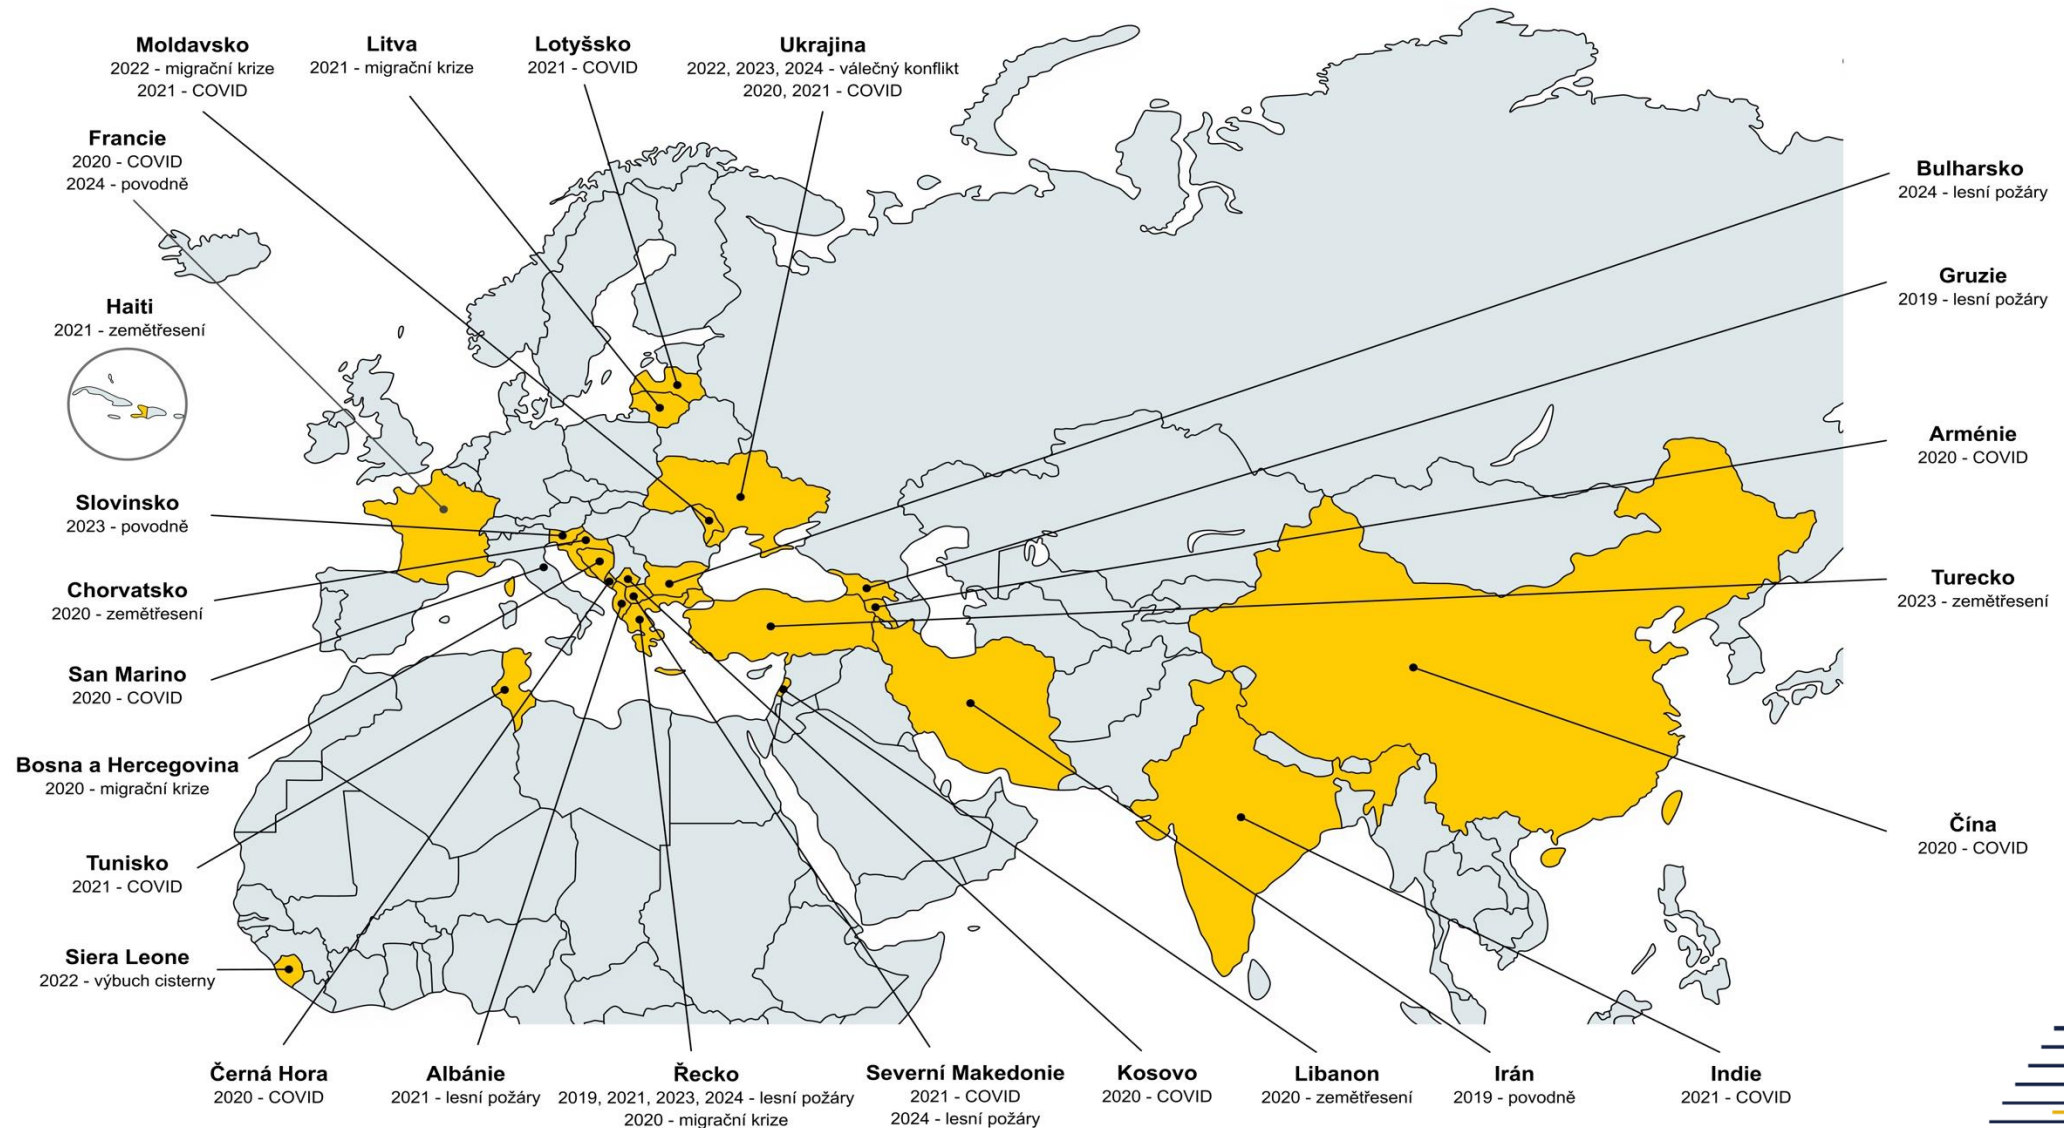 Moldavsko
2022 - migrační krize
2021 - COVID
Litva
2021 - migrační krize
Lotyšsko
2021 - COVID
Ukrajina
2022, 2023, 2024 - válečný konflikt
2020, 2021 - COVID
Francie
2020 - COVID
2024 - povodně
Bulharsko
2024 - lesní požáry
Gruzie
2019 - lesní požáry
Haiti
2021 - zemětřesení
Arménie
2020 - COVID
Slovinsko
2023 - povodně
Turecko
2023 - zemětřesení
Chorvatsko
2020 - zemětřesení
San Marino
2020 - COVID
Bosna a Hercegovina
2020 - migrační krize
Čína
2020 - COVID
Tunisko
2021 - COVID
Siera Leone
2022 - výbuch cisterny
Černá Hora
2020 - COVID
Albánie
2021 - lesní požáry
Řecko
2019, 2021, 2023, 2024 - lesní požáry
2020 - migrační krize
Severní Makedonie
2021 - COVID
2024 - lesní požáry
Kosovo
2020 - COVID
Libanon
2020 - zemětřesení
Irán
2019 - povodně
Indie
2021 - COVID